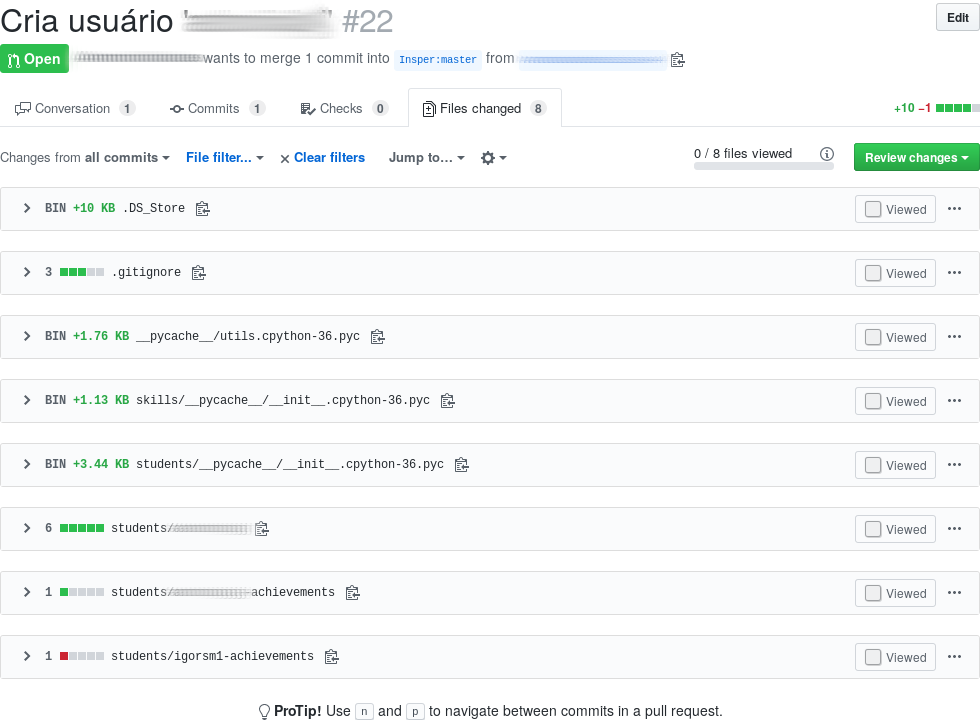 Cria usuário ' ' #22
Edit
Open wants to merge 1 commit into Insper:master from
Conversation 1 Commits 1 Checks 0 Files changed 8 +10 −1
Changes from all commits File filter... × Clear filters Jump to... 0 / 8 files viewed Review changes
BIN +10 KB .DS_Store Viewed
3 .gitignore Viewed
BIN +1.76 KB __pycache__/utils.cpython-36.pyc Viewed
BIN +1.13 KB skills/__pycache__/__init__.cpython-36.pyc Viewed
BIN +3.44 KB students/__pycache__/__init__.cpython-36.pyc Viewed
6 students/ Viewed
1 students/ -achievements Viewed
1 students/igorsm1-achievements Viewed
ProTip! Use n and p to navigate between commits in a pull request.